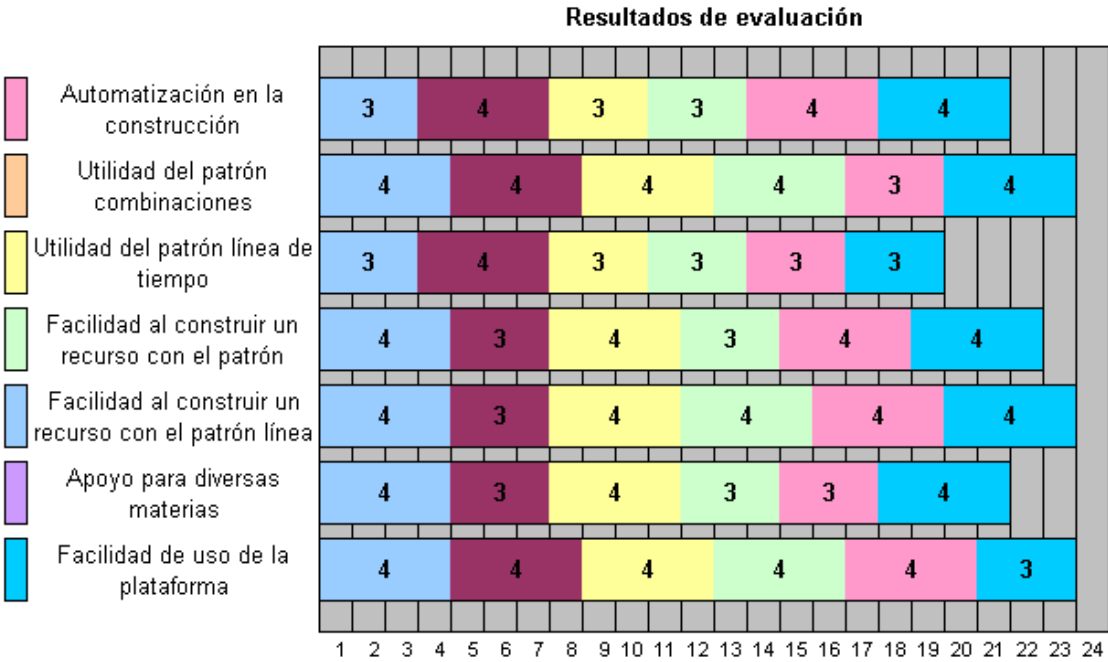 Resultados de evaluación
Automatización en la
construcción
3 4 3 3 4 4
Utilidad del patrón
combinaciones
4 4 4 4 3 4
Utilidad del patrón línea de
tiempo
3 4 3 3 3 3
Facilidad al construir un
recurso con el patrón
4 3 4 3 4 4
Facilidad al construir un
recurso con el patrón línea
4 3 4 4 4 4
Apoyo para diversas
materias
4 3 4 3 3 4
Facilidad de uso de la
plataforma
4 4 4 4 4 3
1 2 3 4 5 6 7 8 9 10 11 12 13 14 15 16 17 18 19 20 21 22 23 24